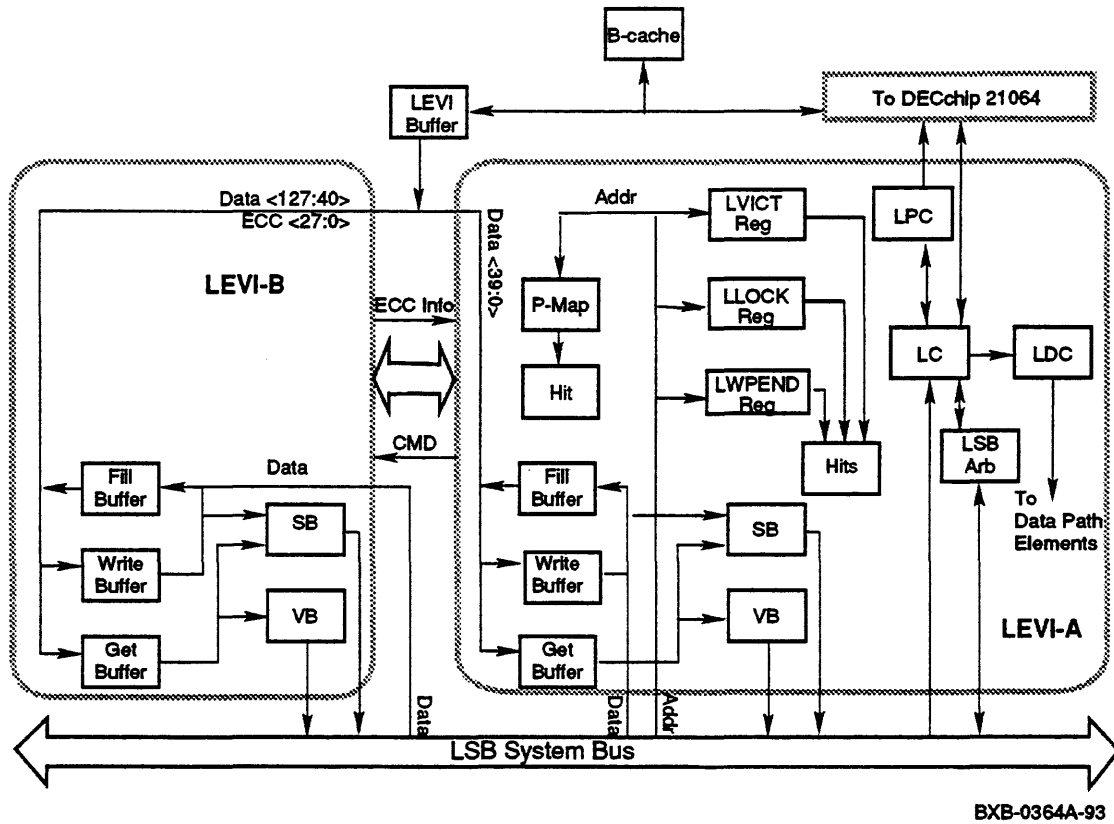 B-cache
LEVI
Buffer
To DECchip 21064
Data <127:40>
ECC <27:0>
LEVI-B
ECC Info
CMD
Data <39:0>
Addr
LVICT
Reg
LPC
P-Map
LLOCK
Reg
LC
LDC
Hit
LWPEND
Reg
LSB
Arb
Hits
To
Data Path
Elements
Data
Fill
Buffer
SB
Write
Buffer
VB
Get
Buffer
Fill
Buffer
SB
Write
Buffer
VB
Get
Buffer
LEVI-A
Data
Data
Addr
LSB System Bus
BXB-0364A-93